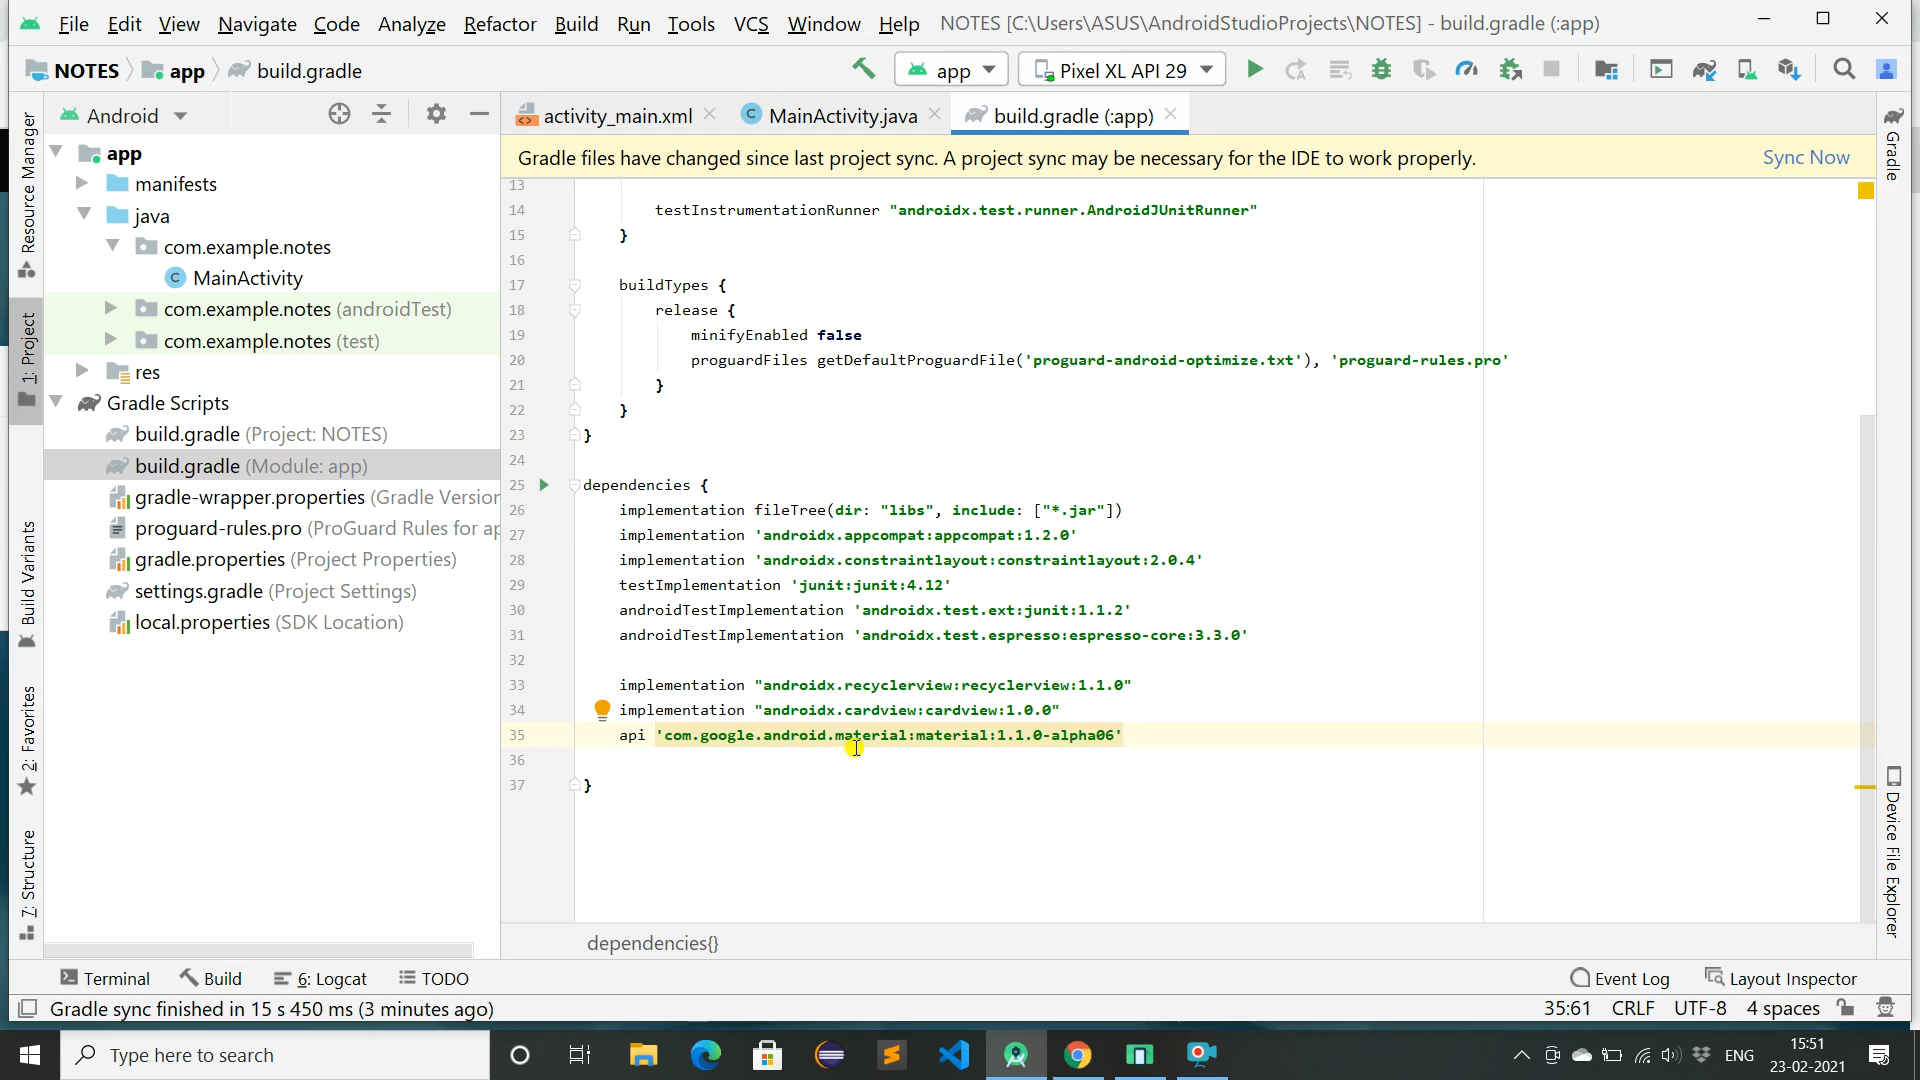 File Edit View Navigate Code Analyze Refactor Build Run Tools VCS Window Help NOTES [C:\Users\ASUS\AndroidStudioProjects\NOTES] - build.gradle (:app)
NOTES app build.gradle app Pixel XL API 29
Android activity_main.xml MainActivity.java build.gradle (:app)
Gradle files have changed since last project sync. A project sync may be necessary for the IDE to work properly. Sync Now
Resource Manager
1: Project
Build Variants
2: Favorites
7: Structure
app
manifests
java
com.example.notes
MainActivity
com.example.notes (androidTest)
com.example.notes (test)
res
Gradle Scripts
build.gradle (Project: NOTES)
build.gradle (Module: app)
gradle-wrapper.properties (Gradle Version
proguard-rules.pro (ProGuard Rules for ap
gradle.properties (Project Properties)
settings.gradle (Project Settings)
local.properties (SDK Location)
13
14 testInstrumentationRunner "androidx.test.runner.AndroidJUnitRunner"
15 }
16
17 buildTypes {
18 release {
19 minifyEnabled false
20 proguardFiles getDefaultProguardFile('proguard-android-optimize.txt'), 'proguard-rules.pro'
21 }
22 }
23 }
24
25 dependencies {
26 implementation fileTree(dir: "libs", include: ["*.jar"])
27 implementation 'androidx.appcompat:appcompat:1.2.0'
28 implementation 'androidx.constraintlayout:constraintlayout:2.0.4'
29 testImplementation 'junit:junit:4.12'
30 androidTestImplementation 'androidx.test.ext:junit:1.1.2'
31 androidTestImplementation 'androidx.test.espresso:espresso-core:3.3.0'
32
33 implementation "androidx.recyclerview:recyclerview:1.1.0"
34 implementation "androidx.cardview:cardview:1.0.0"
35 api 'com.google.android.material:material:1.1.0-alpha06'
36
37 }
dependencies{}
Gradle
Device File Explorer
Terminal Build 6: Logcat TODO Event Log Layout Inspector
Gradle sync finished in 15 s 450 ms (3 minutes ago) 35:61 CRLF UTF-8 4 spaces
Type here to search ENG 15:51
23-02-2021